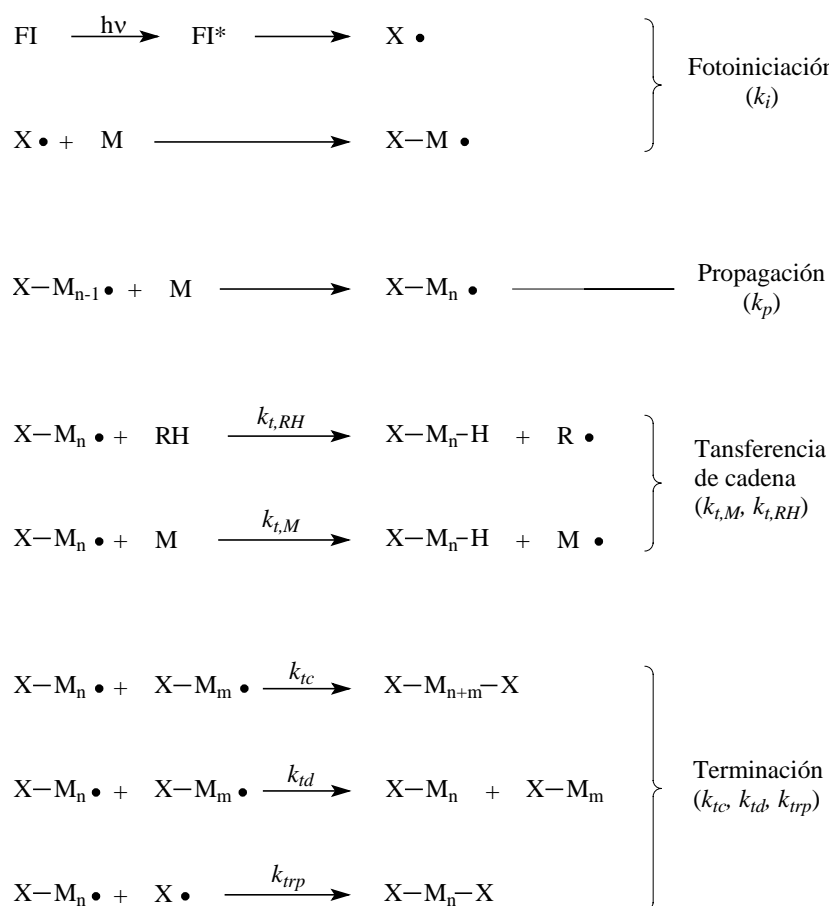 FI hν FI* X •
Fotoiniciación
(ki)
X • + M X–M •
X–Mn-1 • + M X–Mn •
Propagación
(kp)
X–Mn • + RH kt,RH X–Mn–H + R •
Tansferencia
de cadena
(kt,M, kt,RH)
X–Mn • + M kt,M X–Mn–H + M •
X–Mn • + X–Mm • ktc X–Mn+m–X
X–Mn • + X–Mm • ktd X–Mn + X–Mm
Terminación
(ktc, ktd, ktrp)
X–Mn • + X • ktrp X–Mn–X